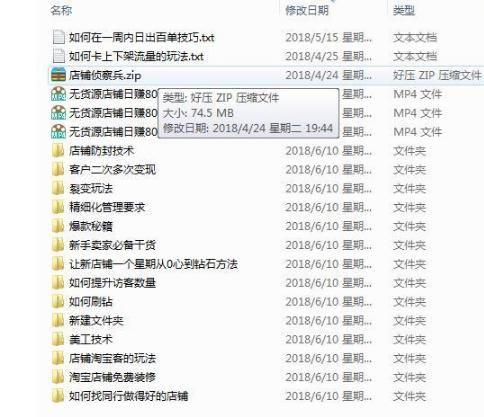 名称 修改日期 类型
如何在一周内日出百单技巧.txt 2018/5/15 星期... 文本文档
如何卡上下架流量的玩法.txt 2018/4/25 星期... 文本文档
店铺侦察兵.zip 2018/4/24 星期... 好压 ZIP 压缩文件
无货源店铺日赚80 MP4 文件
无货源店铺日赚80 MP4 文件
无货源店铺日赚80 MP4 文件
类型: 好压 ZIP 压缩文件
大小: 74.5 MB
修改日期: 2018/4/24 星期二 19:44
店铺防封技术 2018/6/10 星期... 文件夹
客户二次多次变现 2018/6/10 星期... 文件夹
裂变玩法 2018/6/10 星期... 文件夹
精细化管理要求 2018/6/10 星期... 文件夹
爆款秘籍 2018/6/10 星期... 文件夹
新手卖家必备干货 2018/6/10 星期... 文件夹
让新店铺一个星期从0心到钻石方法 2018/6/10 星期... 文件夹
如何提升访客数量 2018/6/10 星期... 文件夹
如何刷钻 2018/6/10 星期... 文件夹
新建文件夹 2018/6/10 星期... 文件夹
美工技术 2018/6/10 星期... 文件夹
店铺淘宝客的玩法 2018/6/10 星期... 文件夹
淘宝店铺免费装修 2018/6/10 星期... 文件夹
如何找同行做得好的店铺 2018/6/10 星期... 文件夹